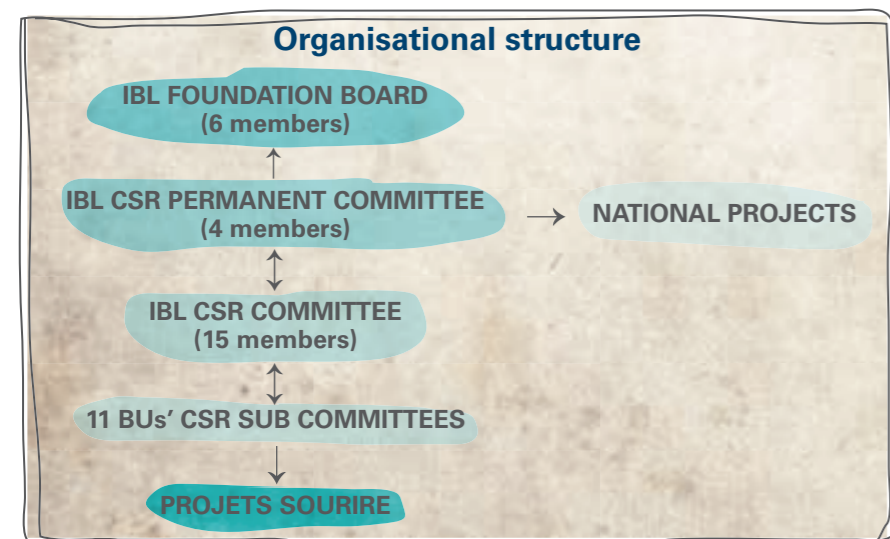 Organisational structure
IBL FOUNDATION BOARD
(6 members)
IBL CSR PERMANENT COMMITTEE
(4 members)
NATIONAL PROJECTS
IBL CSR COMMITTEE
(15 members)
11 BUs’ CSR SUB COMMITTEES
PROJETS SOURIRE